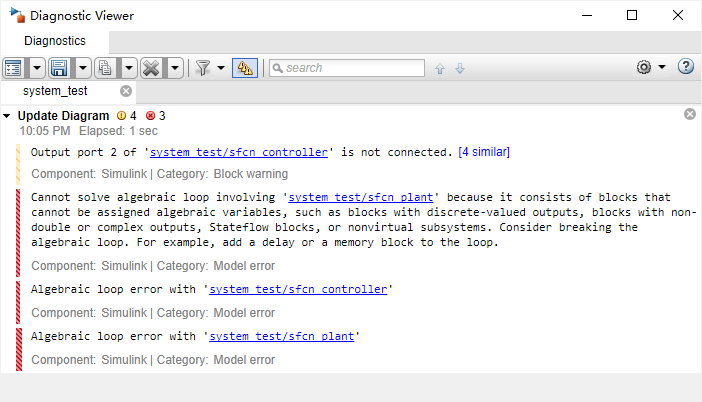 Diagnostic Viewer
Diagnostics
search
system_test
Update Diagram 4 3
10:05 PM Elapsed: 1 sec
Output port 2 of 'system_test/sfcn_controller' is not connected. [4 similar]
Component: Simulink | Category: Block warning
Cannot solve algebraic loop involving 'system_test/sfcn_plant' because it consists of blocks that
cannot be assigned algebraic variables, such as blocks with discrete-valued outputs, blocks with non-
double or complex outputs, Stateflow blocks, or nonvirtual subsystems. Consider breaking the
algebraic loop. For example, add a delay or a memory block to the loop.
Component: Simulink | Category: Model error
Algebraic loop error with 'system_test/sfcn_controller'
Component: Simulink | Category: Model error
Algebraic loop error with 'system_test/sfcn_plant'
Component: Simulink | Category: Model error